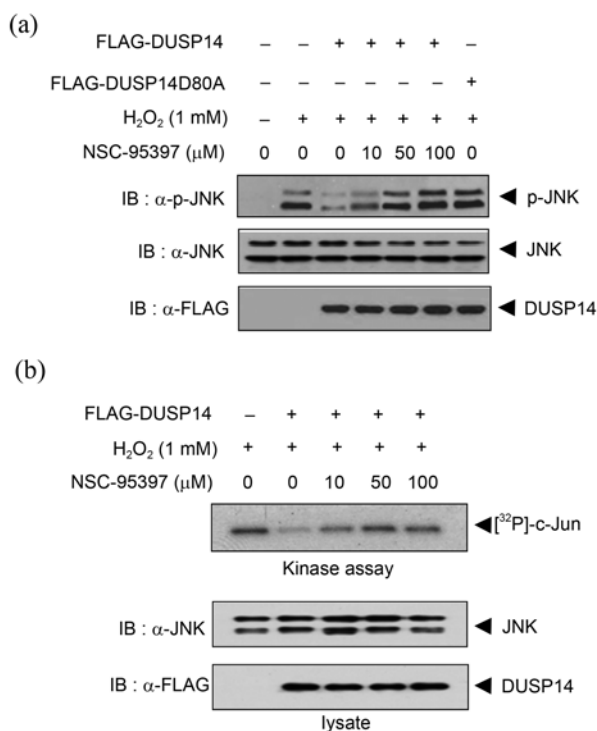 (a)
FLAG-DUSP14 – – + + + + –
FLAG-DUSP14D80A – – – – – – +
H₂O₂ (1 mM) – + + + + + +
NSC-95397 (μM) 0 0 0 10 50 100 0
IB : α-p-JNK ◄ p-JNK
IB : α-JNK ◄ JNK
IB : α-FLAG ◄ DUSP14
(b)
FLAG-DUSP14 – + + + +
H₂O₂ (1 mM) + + + + +
NSC-95397 (μM) 0 0 10 50 100
◄[³²P]-c-Jun
Kinase assay
IB : α-JNK ◄ JNK
IB : α-FLAG ◄ DUSP14
lysate